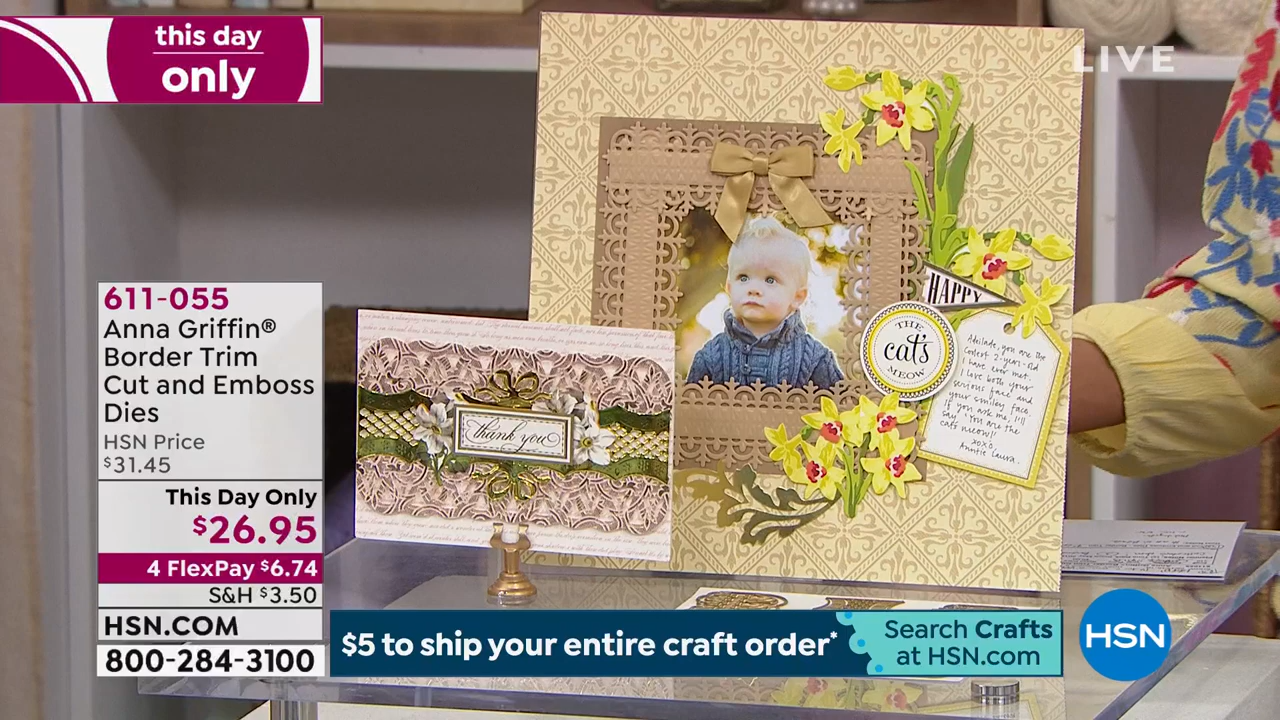 this day
only
LIVE
611-055
Anna Griffin®
Border Trim
Cut and Emboss
Dies
HSN Price
$31.45
This Day Only
$26.95
4 FlexPay $6.74
S&H $3.50
HSN.COM
800-284-3100
thank you
HAPPY
THE
cat's
MEOW
Adelaide, you are the
cutest 2-year-old
I have ever met.
I love both your
serious face and
your smiley face.
If you ask me, I'll
say "You are the
cat's meow!"
xoxo,
Auntie Laura.
$5 to ship your entire craft order*
Search Crafts
at HSN.com
HSN